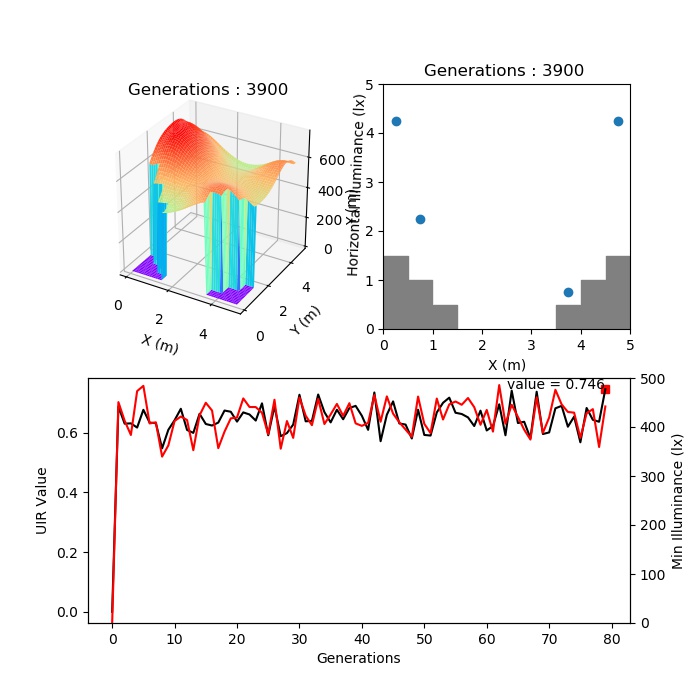 Generations : 3900
600
400
200
0
0
2
4
X (m)
0
2
4
Y (m)
Generations : 3900
Horizontal Illuminance (lx)
Y (m)
5
4
3
2
1
0
0 1 2 3 4 5
X (m)
value = 0.746
UIR Value
0.6
0.4
0.2
0.0
500
400
300
200
100
0
Min Illuminance (lx)
0 10 20 30 40 50 60 70 80
Generations